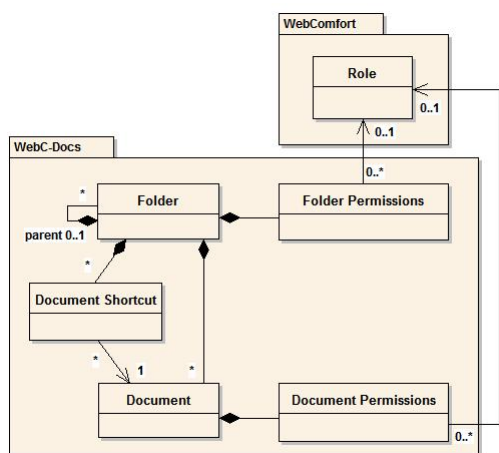 WebComfort
Role
0..1
0..1
WebC-Docs
0..*
*
Folder
Folder Permissions
parent 0..1
*
Document Shortcut
*
1
*
Document
Document Permissions
0..*